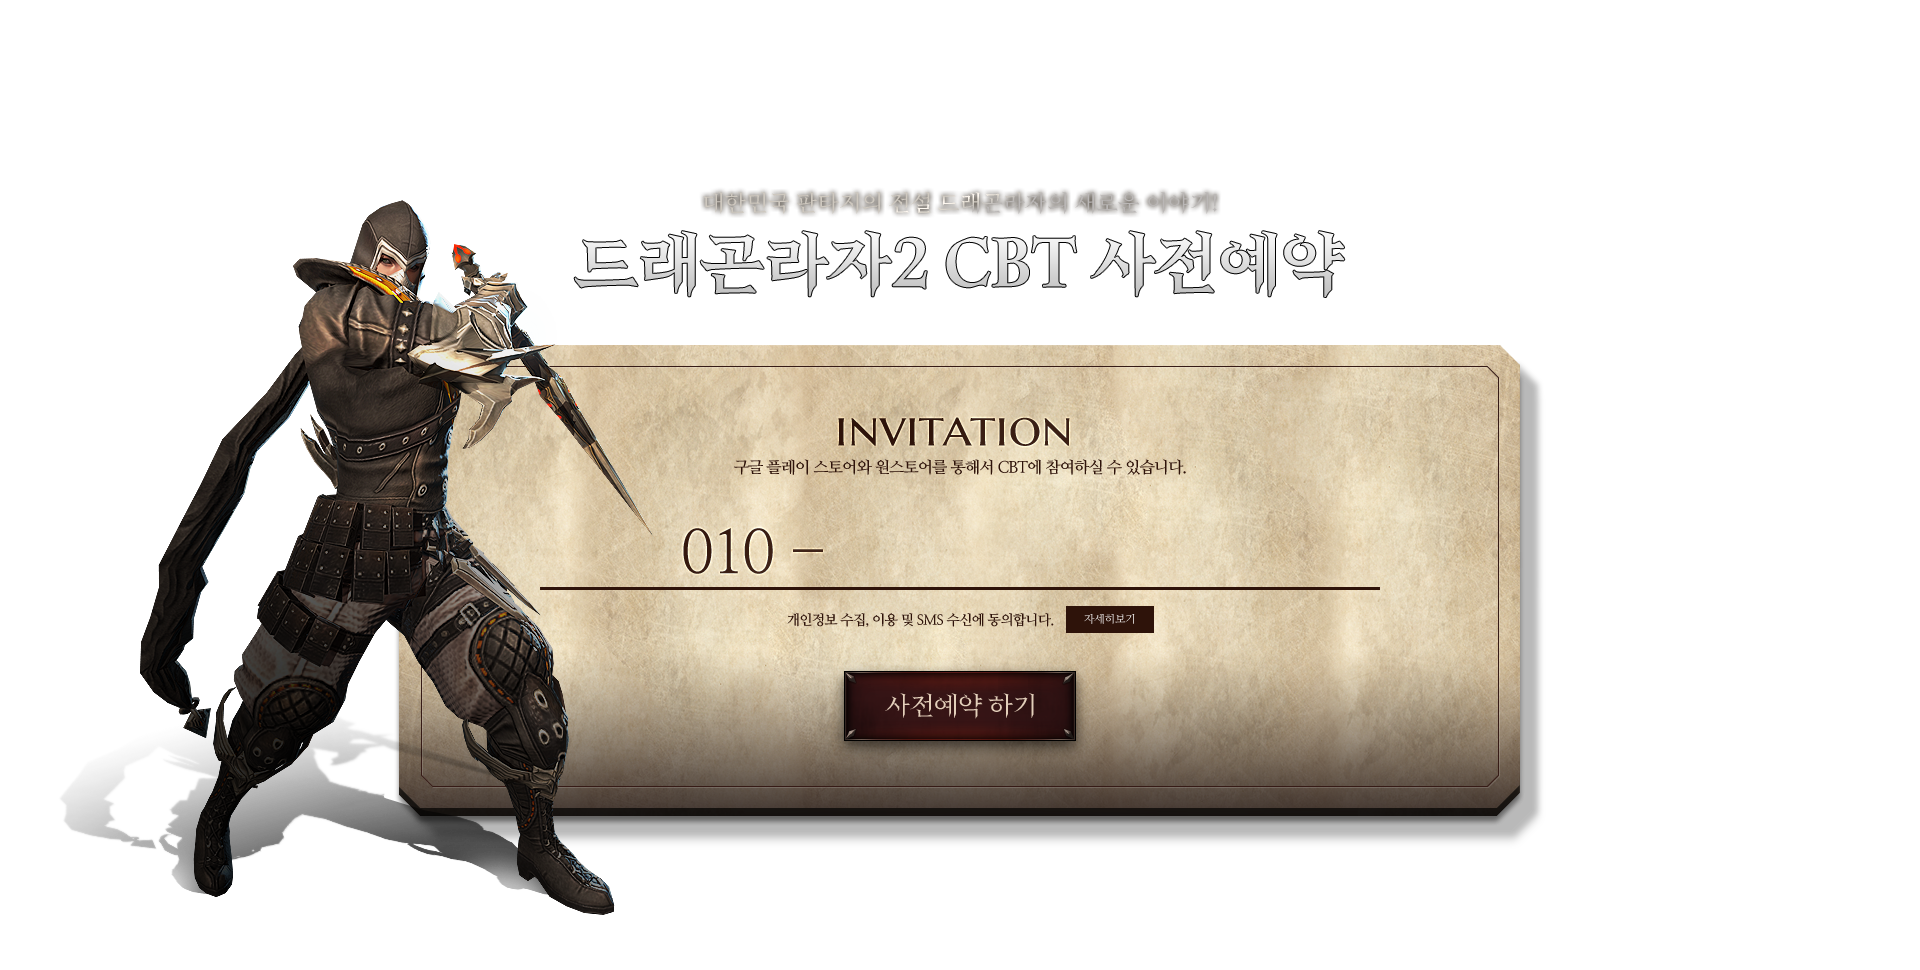 대한민국 판타지의 전설 드래곤라자의 새로운 이야기!
드래곤라자2 CBT 사전예약
INVITATION
구글 플레이 스토어와 원스토어를 통해서 CBT에 참여하실 수 있습니다.
010 –
개인정보 수집, 이용 및 SMS 수신에 동의합니다. 자세히보기
사전예약 하기